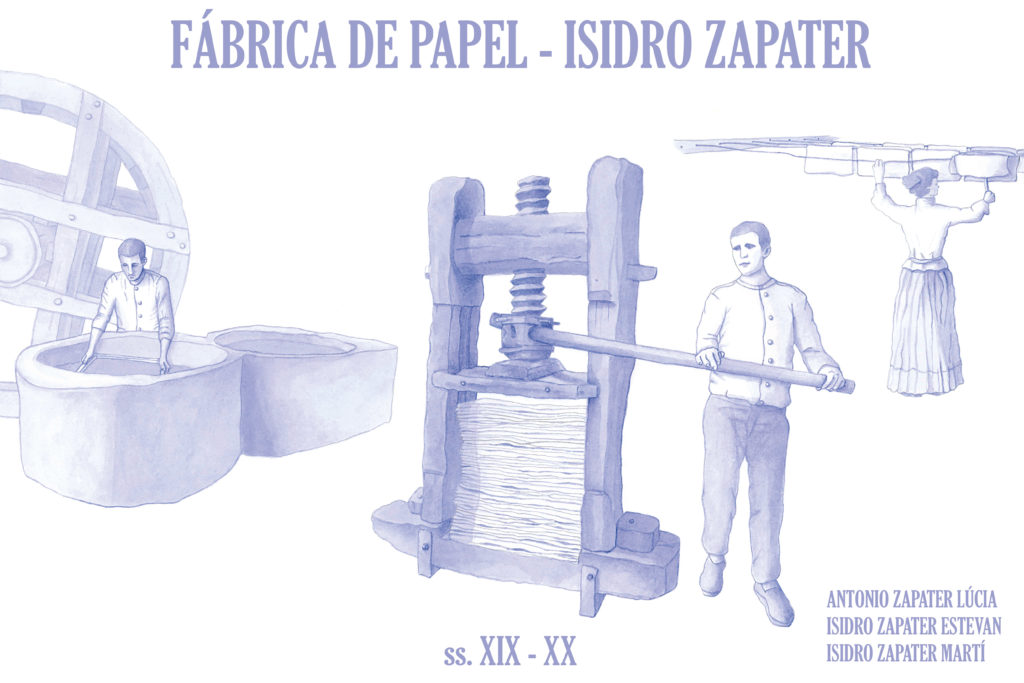 FÁBRICA DE PAPEL - ISIDRO ZAPATER
ss. XIX - XX
ANTONIO ZAPATER LÚCIA
ISIDRO ZAPATER ESTEVAN
ISIDRO ZAPATER MARTÍ